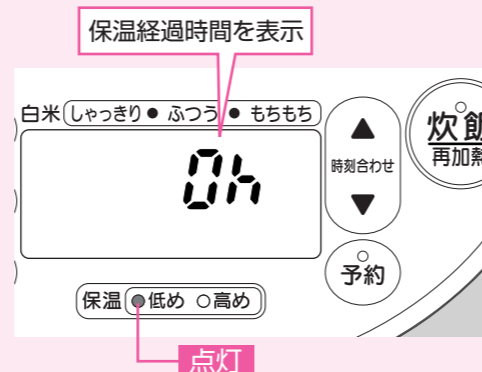 保温経過時間を表示
白米 しゃっきり ● ふつう ● もちもち
0h
▲
時刻合わせ
▼
炊飯
再加熱
予約
保温 ●低め ○高め
点灯